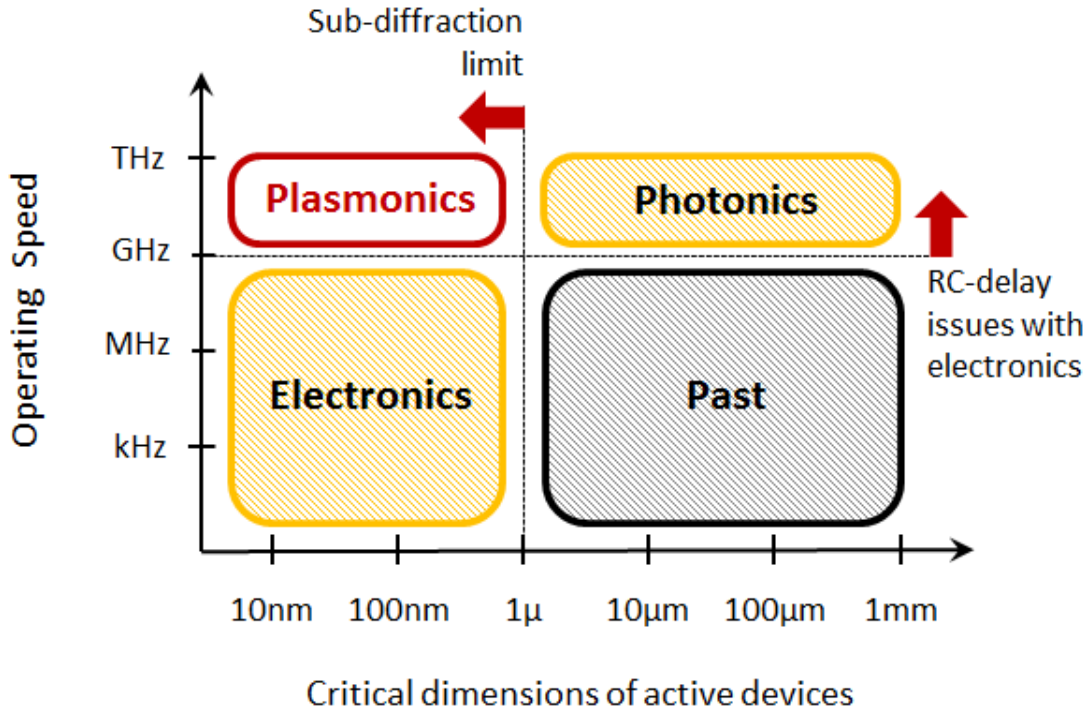 Sub-diffraction
limit
THz
GHz
MHz
kHz
Operating Speed
Plasmonics
Photonics
Electronics
Past
RC-delay
issues with
electronics
10nm
100nm
1μ
10μm
100μm
1mm
Critical dimensions of active devices